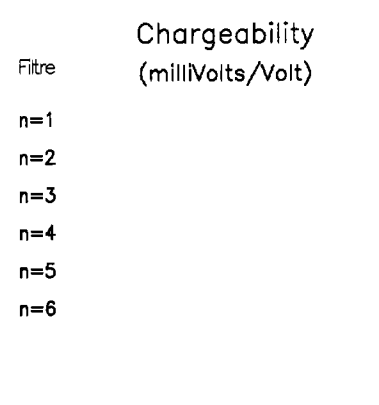 Chargeability
(milliVolts/Volt)
Filtre
n=1
n=2
n=3
n=4
n=5
n=6